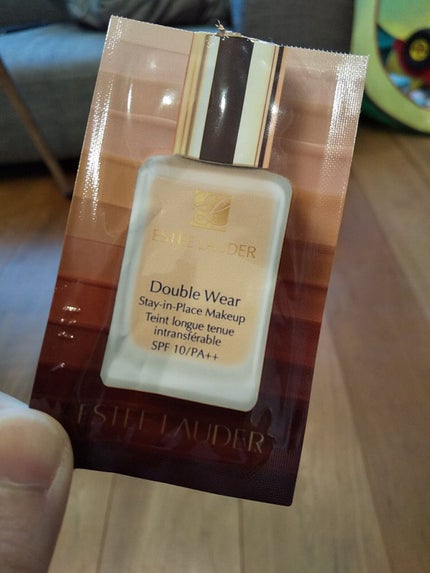 ESTEE LAUDER
Double Wear
Stay-in-Place Makeup
Teint longue tenue
intransférable
SPF 10/PA++
ESTEE LAUDER